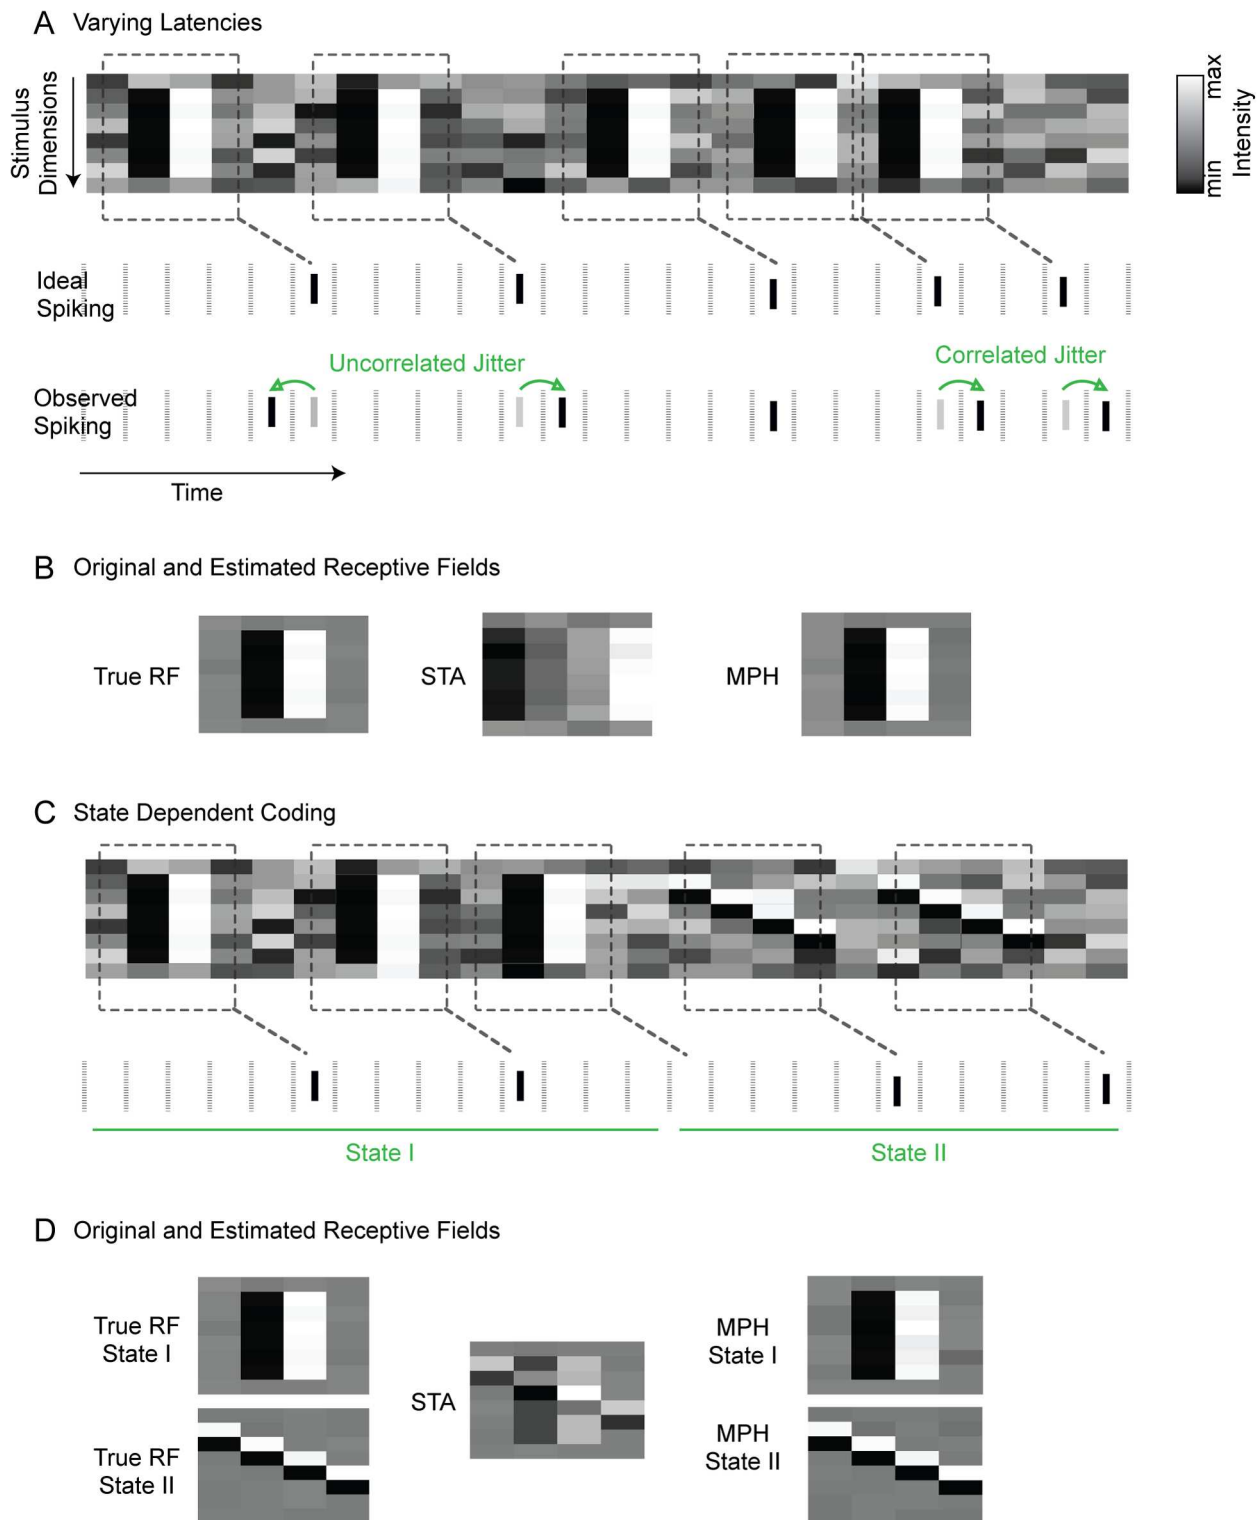 A Varying Latencies
Stimulus
Dimensions
max
min
Intensity
Ideal
Spiking
Uncorrelated Jitter
Correlated Jitter
Observed
Spiking
Time
B Original and Estimated Receptive Fields
True RF
STA
MPH
C State Dependent Coding
State I
State II
D Original and Estimated Receptive Fields
True RF
State I
STA
MPH
State I
True RF
State II
MPH
State II